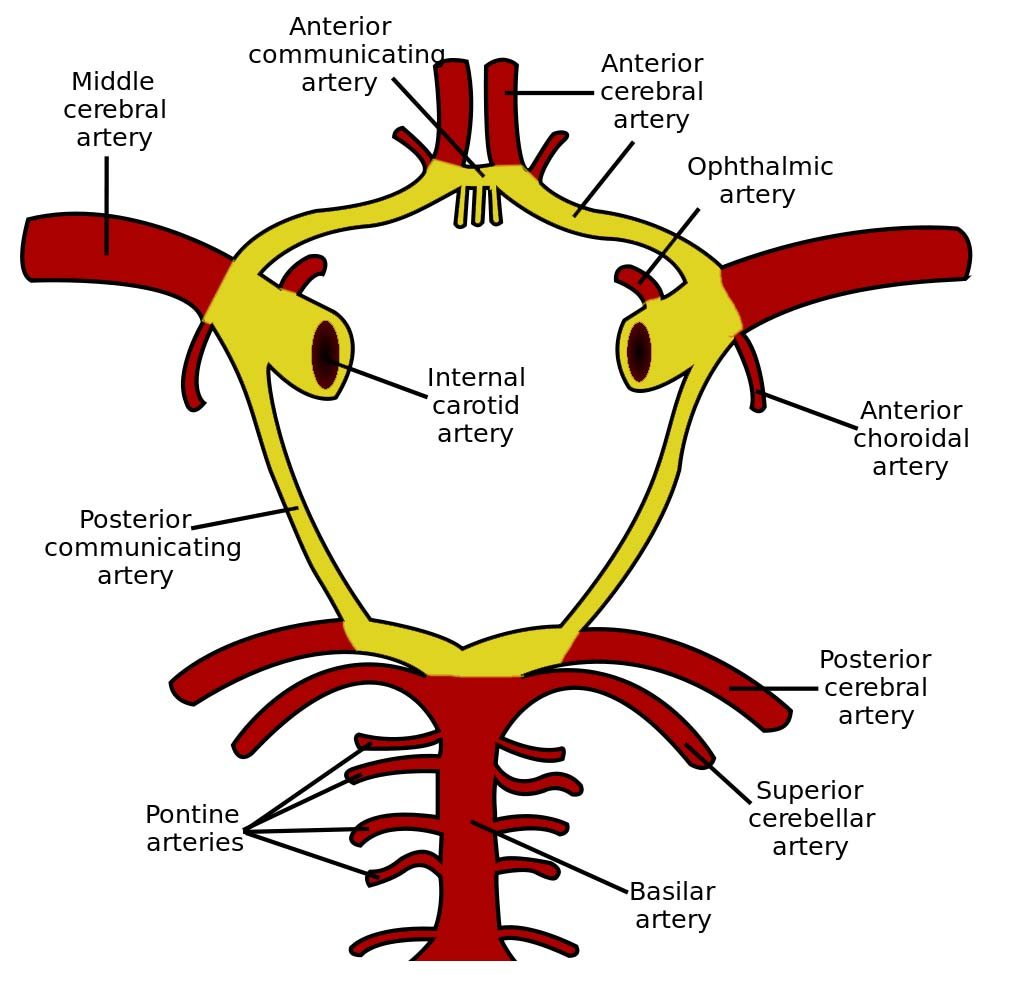 Anterior
communicating
artery
Middle
cerebral
artery
Anterior
cerebral
artery
Ophthalmic
artery
Internal
carotid
artery
Anterior
choroidal
artery
Posterior
communicating
artery
Posterior
cerebral
artery
Superior
cerebellar
artery
Pontine
arteries
Basilar
artery